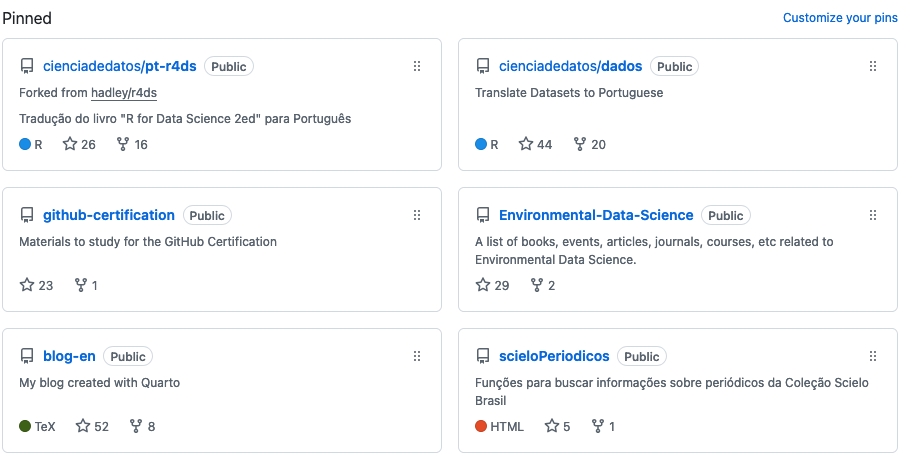 Pinned
Customize your pins
cienciadedatos/pt-r4ds Public
Forked from hadley/r4ds
Tradução do livro "R for Data Science 2ed" para Português
R 26 16
cienciadedatos/dados Public
Translate Datasets to Portuguese
R 44 20
github-certification Public
Materials to study for the GitHub Certification
23 1
Environmental-Data-Science Public
A list of books, events, articles, journals, courses, etc related to
Environmental Data Science.
29 2
blog-en Public
My blog created with Quarto
TeX 52 8
scieloPeriodicos Public
Funções para buscar informações sobre periódicos da Coleção Scielo
Brasil
HTML 5 1